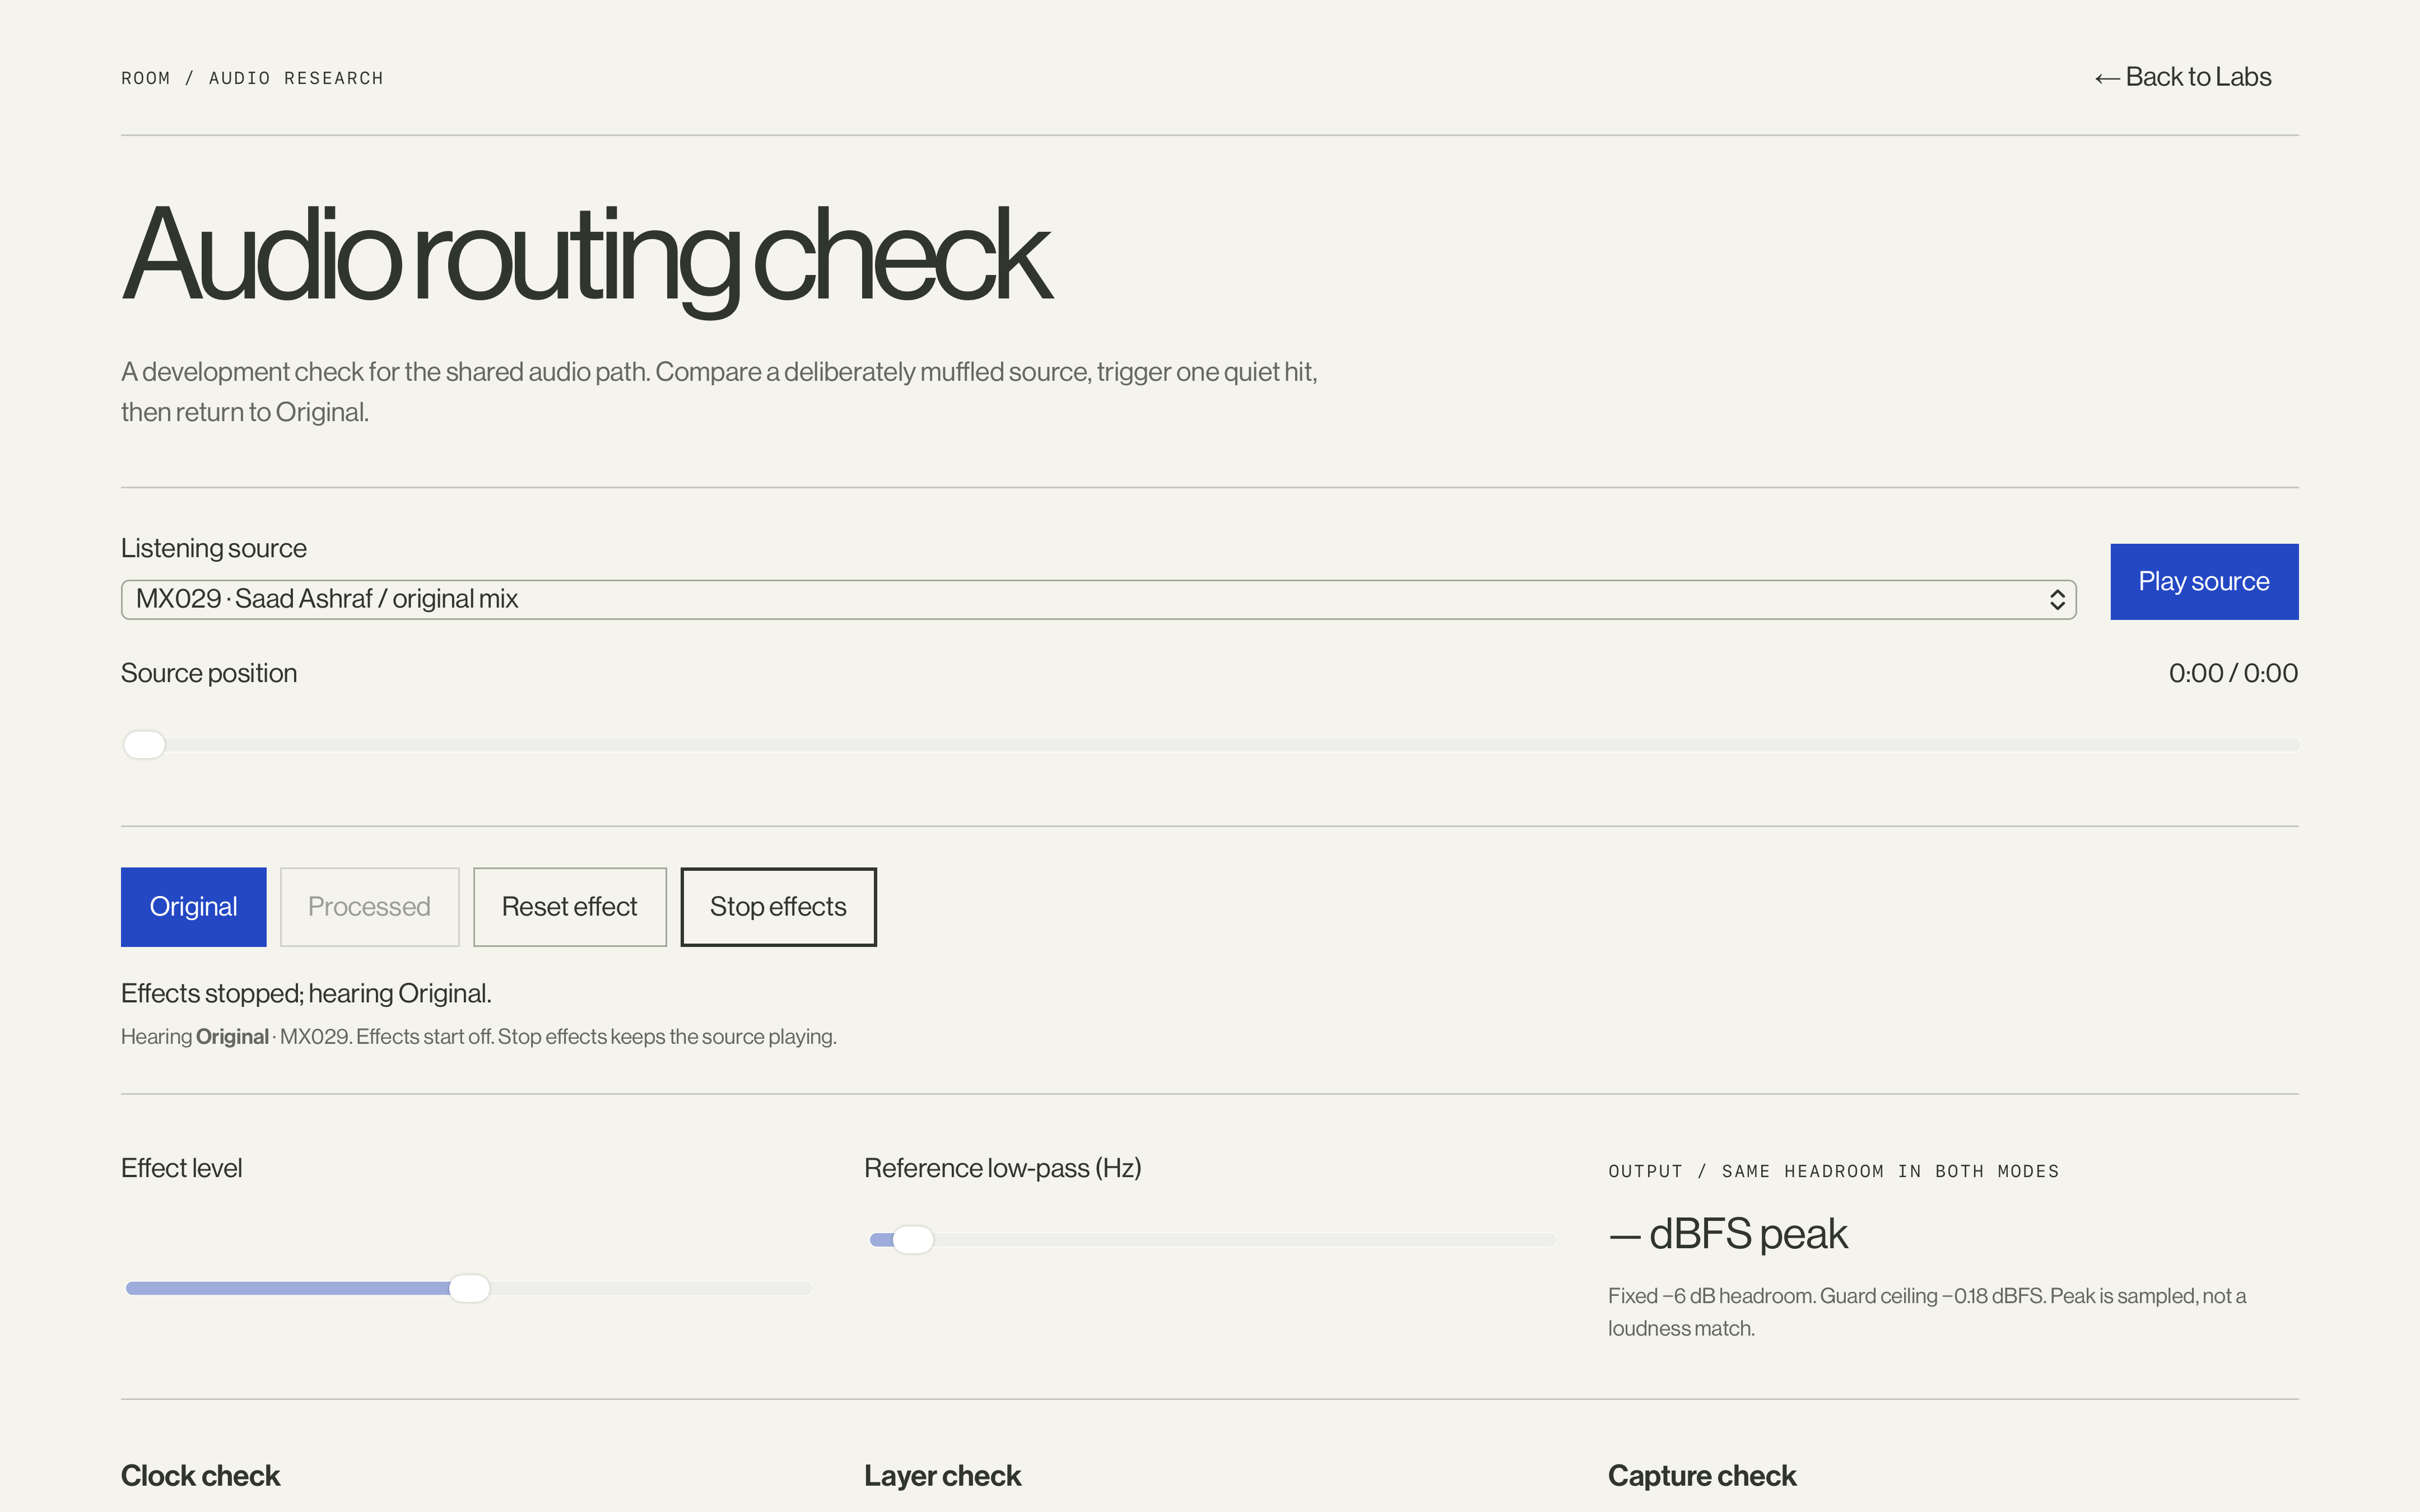 ROOM / AUDIO RESEARCH
← Back to Labs
Audio routing check
A development check for the shared audio path. Compare a deliberately muffled source, trigger one quiet hit,
then return to Original.
Listening source
MX029 · Saad Ashraf / original mix
Play source
Source position
0:00 / 0:00
Original
Processed
Reset effect
Stop effects
Effects stopped; hearing Original.
Hearing Original · MX029. Effects start off. Stop effects keeps the source playing.
Effect level
Reference low-pass (Hz)
OUTPUT / SAME HEADROOM IN BOTH MODES
— dBFS peak
Fixed −6 dB headroom. Guard ceiling −0.18 dBFS. Peak is sampled, not a
loudness match.
Clock check
Layer check
Capture check